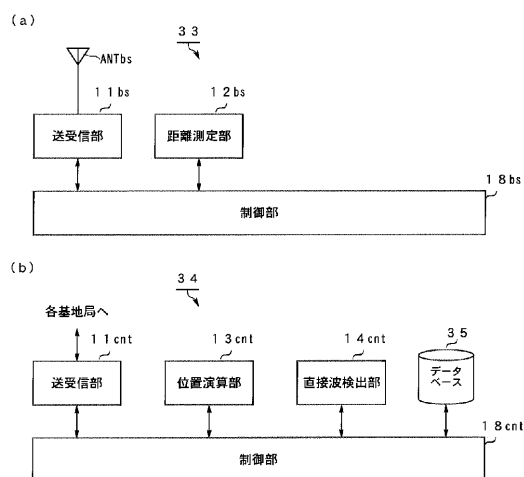 (a)
33
ANTbs
11bs
12bs
送受信部
距離測定部
18bs
制御部
(b)
34
各基地局へ
11cnt
13cnt
14cnt
35
送受信部
位置演算部
直接波検出部
データ
ベース
18cnt
制御部